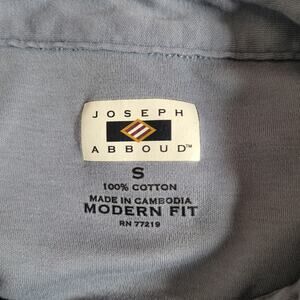 JOSEPH
ABBOUD™
S
100% COTTON
MADE IN CAMBODIA
MODERN FIT
RN 77219